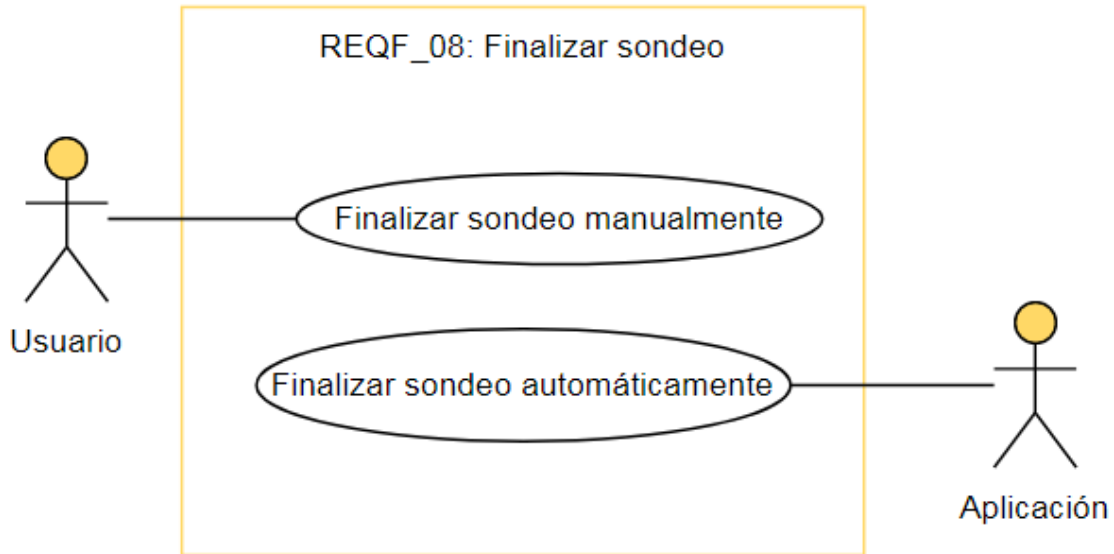 REQF_08: Finalizar sondeo
Finalizar sondeo manualmente
Usuario
Finalizar sondeo automáticamente
Aplicación